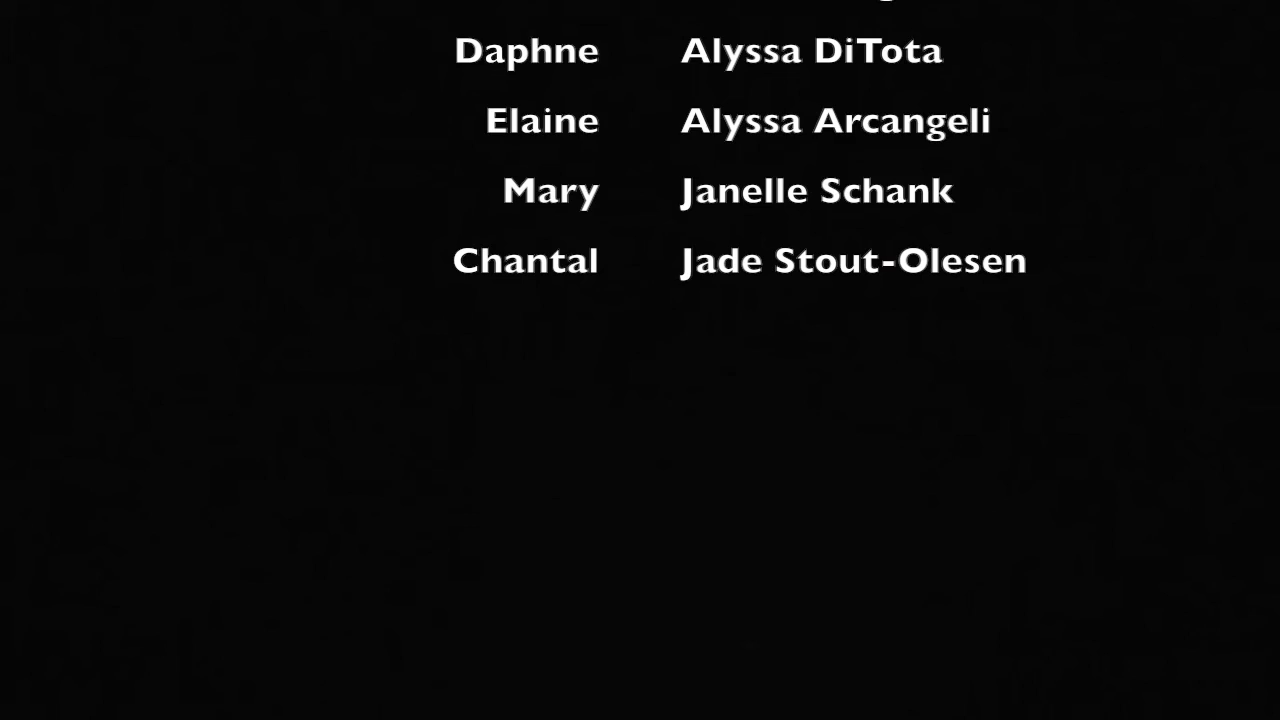 Daphne Alyssa DiTota
Elaine Alyssa Arcangeli
Mary Janelle Schank
Chantal Jade Stout-Olesen